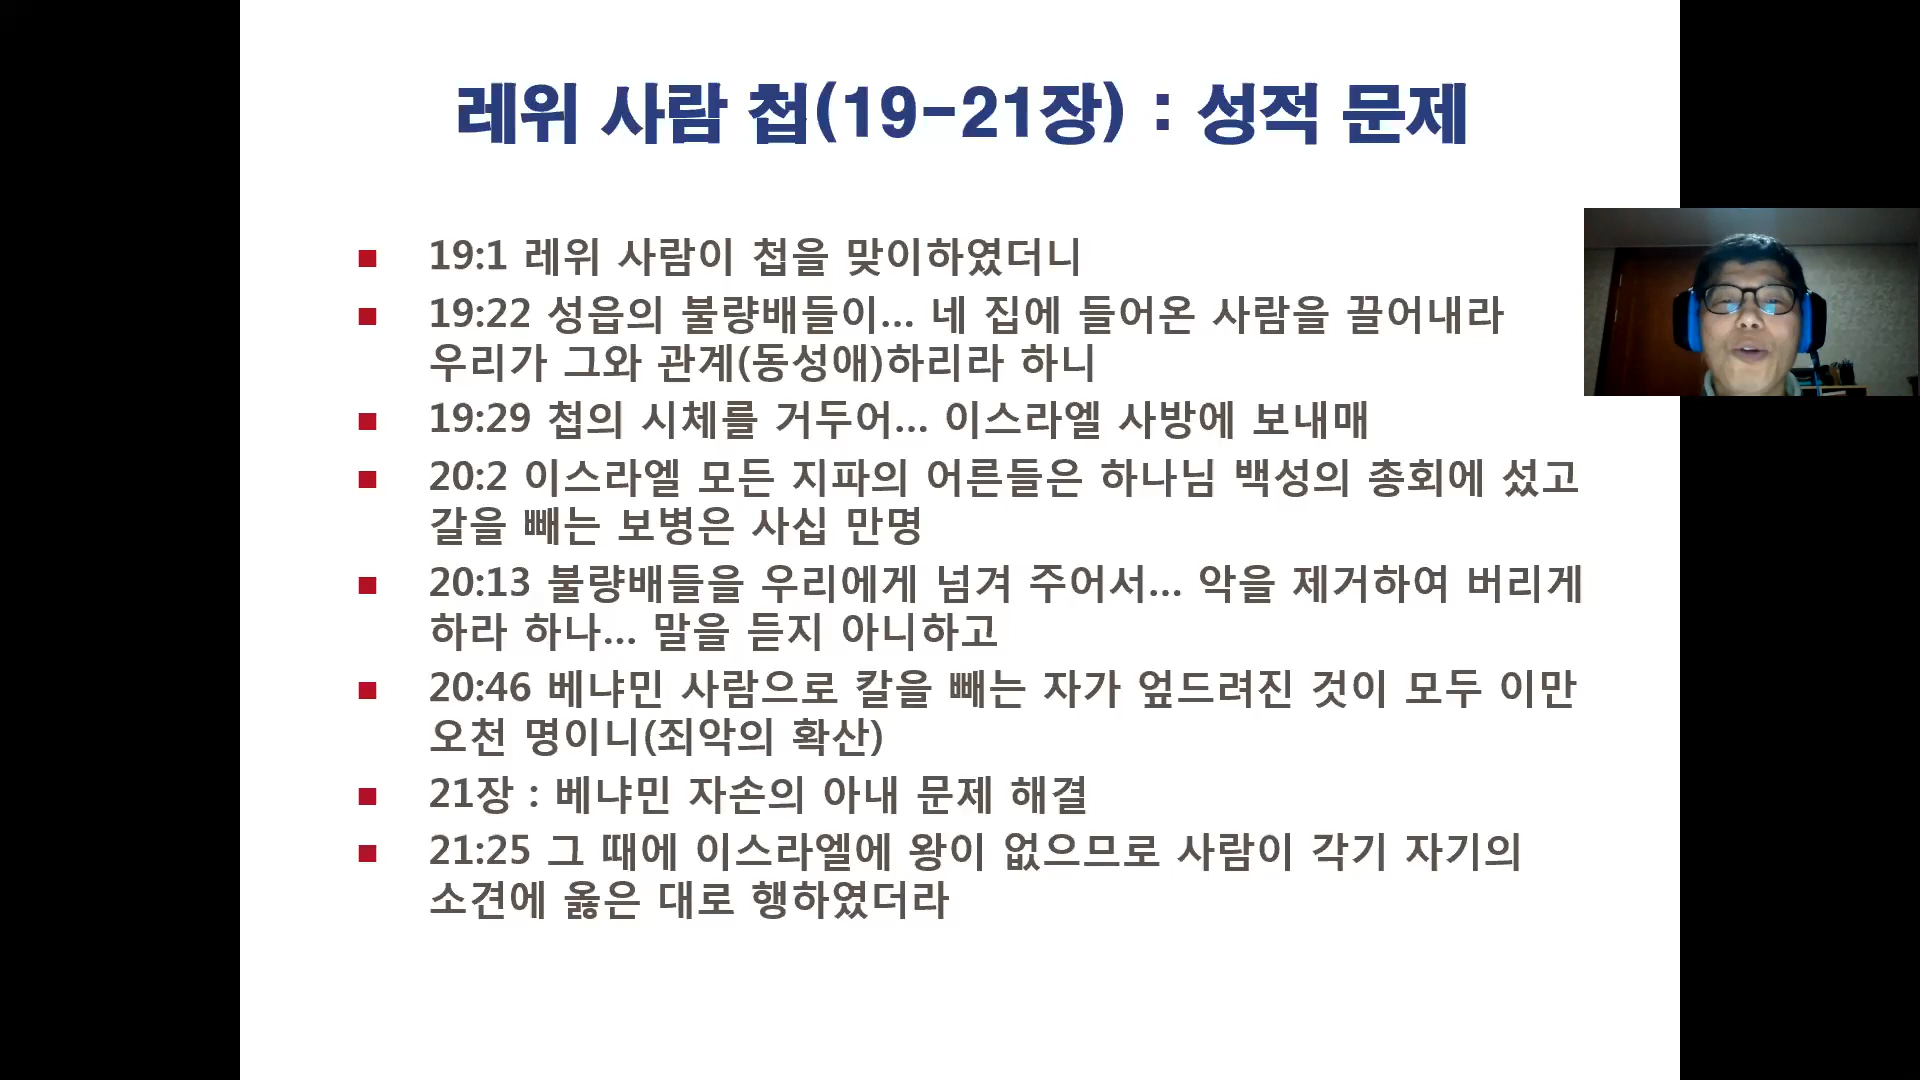 레위 사람 첩(19-21장) : 성적 문제
19:1 레위 사람이 첩을 맞이하였더니
19:22 성읍의 불량배들이... 네 집에 들어온 사람을 끌어내라
우리가 그와 관계(동성애)하리라 하니
19:29 첩의 시체를 거두어... 이스라엘 사방에 보내매
20:2 이스라엘 모든 지파의 어른들은 하나님 백성의 총회에 섰고
갈을 빼는 보병은 사십 만명
20:13 불량배들을 우리에게 넘겨 주어서... 악을 제거하여 버리게
하라 하나... 말을 듣지 아니하고
20:46 베냐민 사람으로 칼을 빼는 자가 엎드러진 것이 모두 이만
오천 명이니(죄악의 확산)
21장 : 베냐민 자손의 아내 문제 해결
21:25 그 때에 이스라엘에 왕이 없으므로 사람이 각기 자기의
소견에 옳은 대로 행하였더라